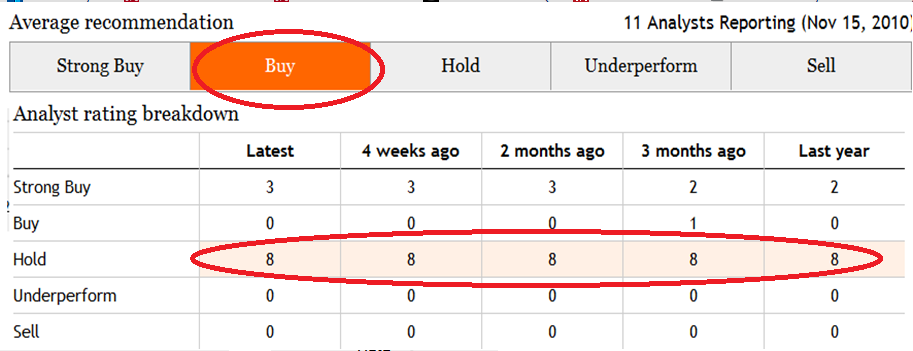 Average recommendation 11 Analysts Reporting (Nov 15, 2010)
Strong Buy Buy Hold Underperform Sell
Analyst rating breakdown
Latest 4 weeks ago 2 months ago 3 months ago Last year
Strong Buy 3 3 3 2 2
Buy 0 0 0 1 0
Hold 8 8 8 8 8
Underperform 0 0 0 0 0
Sell 0 0 0 0 0